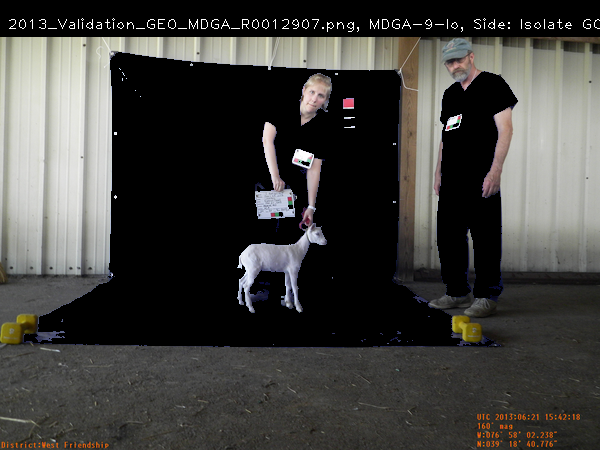 2013_Validation_GEO_MDGA_R0012907.png, MDGA-9-lo, Side: Isolate GO
UTC 2013:06:21 15:42:18
160° mag
W:076° 58' 02.238"
N:039° 18' 40.776"
District:West Friendship